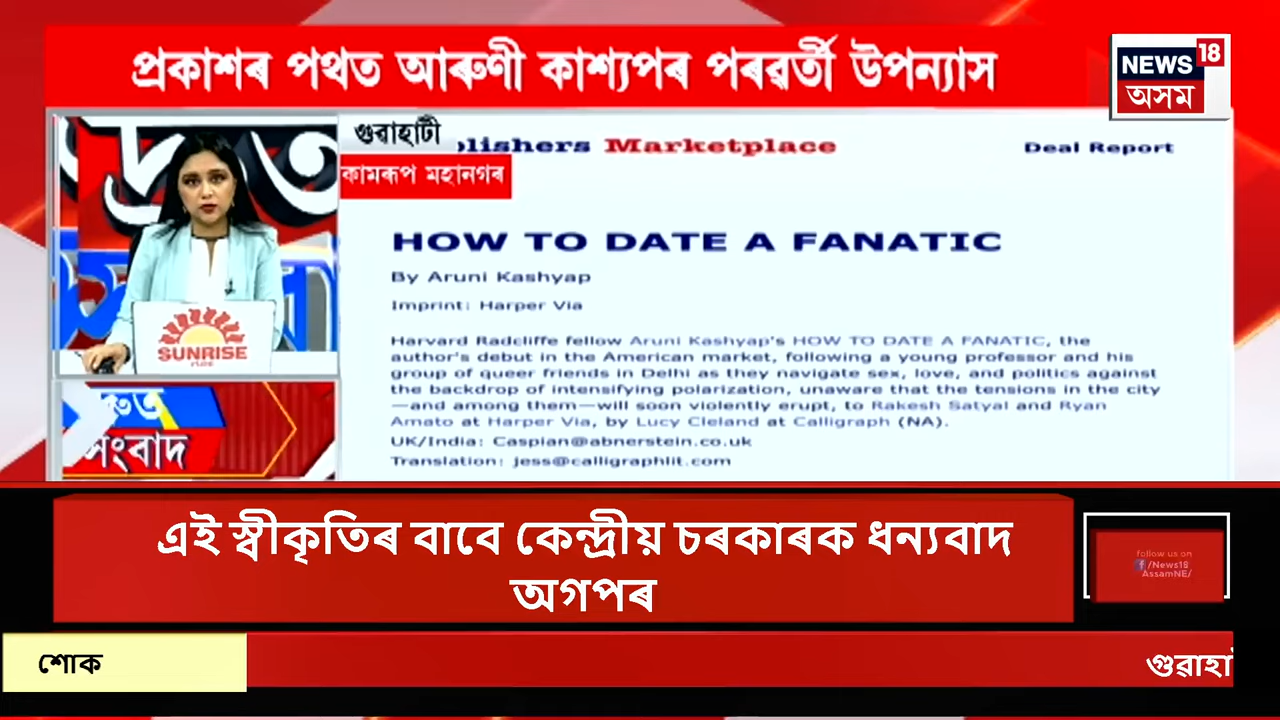 প্ৰকাশৰ পথত আৰুণী কাশ্যপৰ পৰৱৰ্তী উপন্যাস
NEWS 18
অসম
গুৱাহাটী
কামৰূপ মহানগৰ
lishers Marketplace
Deal Report
HOW TO DATE A FANATIC
By Aruni Kashyap
Imprint: Harper Via
Harvard Radcliffe fellow Aruni Kashyap's HOW TO DATE A FANATIC, the
author's debut in the American market, following a young professor and his
group of queer friends in Delhi as they navigate sex, love, and politics against
the backdrop of intensifying polarization, unaware that the tensions in the city
—and among them—will soon violently erupt, to Rakesh Satyal and Ryan
Amato at Harper Via, by Lucy Cleland at Calligraph (NA).
UK/India: Caspian@abnerstein.co.uk
Translation: jess@calligraphlit.com
SUNRISE
সংবাদ
এই স্বীকৃতিৰ বাবে কেন্দ্ৰীয় চৰকাৰক ধন্যবাদ
অগপৰ
follow us on
/News18
AssamNE/
শোক
গুৱাহা